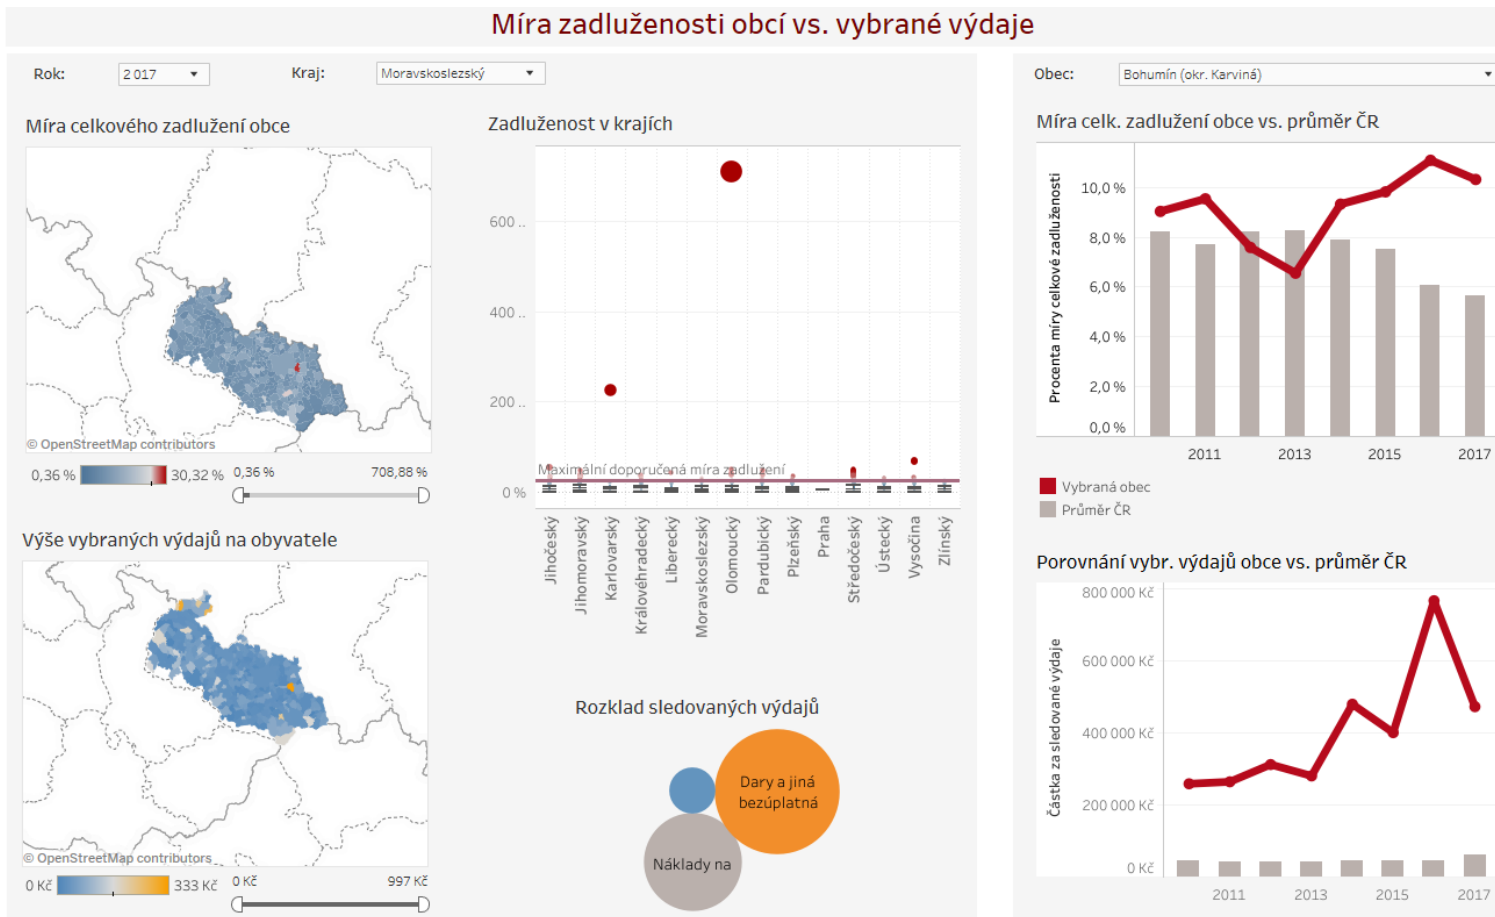 Míra zadluženosti obcí vs. vybrané výdaje
Rok:
2 017
Kraj:
Moravskoslezský
Míra celkového zadlužení obce
© OpenStreetMap contributors
0,36 %
30,32 %
0,36 %
708,88 %
Výše vybraných výdajů na obyvatele
© OpenStreetMap contributors
0 Kč
333 Kč
0 Kč
997 Kč
Zadluženost v krajích
600 ..
400 ..
200 ..
0 %
Maximální doporučená míra zadlužení
Jihočeský
Jihomoravský
Karlovarský
Královéhradecký
Liberecký
Moravskoslezský
Olomoucký
Pardubický
Plzeňský
Praha
Středočeský
Ústecký
Vysočina
Zlínský
Rozklad sledovaných výdajů
Dary a jiná
bezúplatná
Náklady na
Obec:
Bohumín (okr. Karviná)
Míra celk. zadlužení obce vs. průměr ČR
Procenta míry celkové zadluženosti
10,0 %
8,0 %
6,0 %
4,0 %
2,0 %
0,0 %
2011
2013
2015
2017
Vybraná obec
Průměr ČR
Porovnání vybr. výdajů obce vs. průměr ČR
Částka za sledované výdaje
800 000 Kč
600 000 Kč
400 000 Kč
200 000 Kč
0 Kč
2011
2013
2015
2017